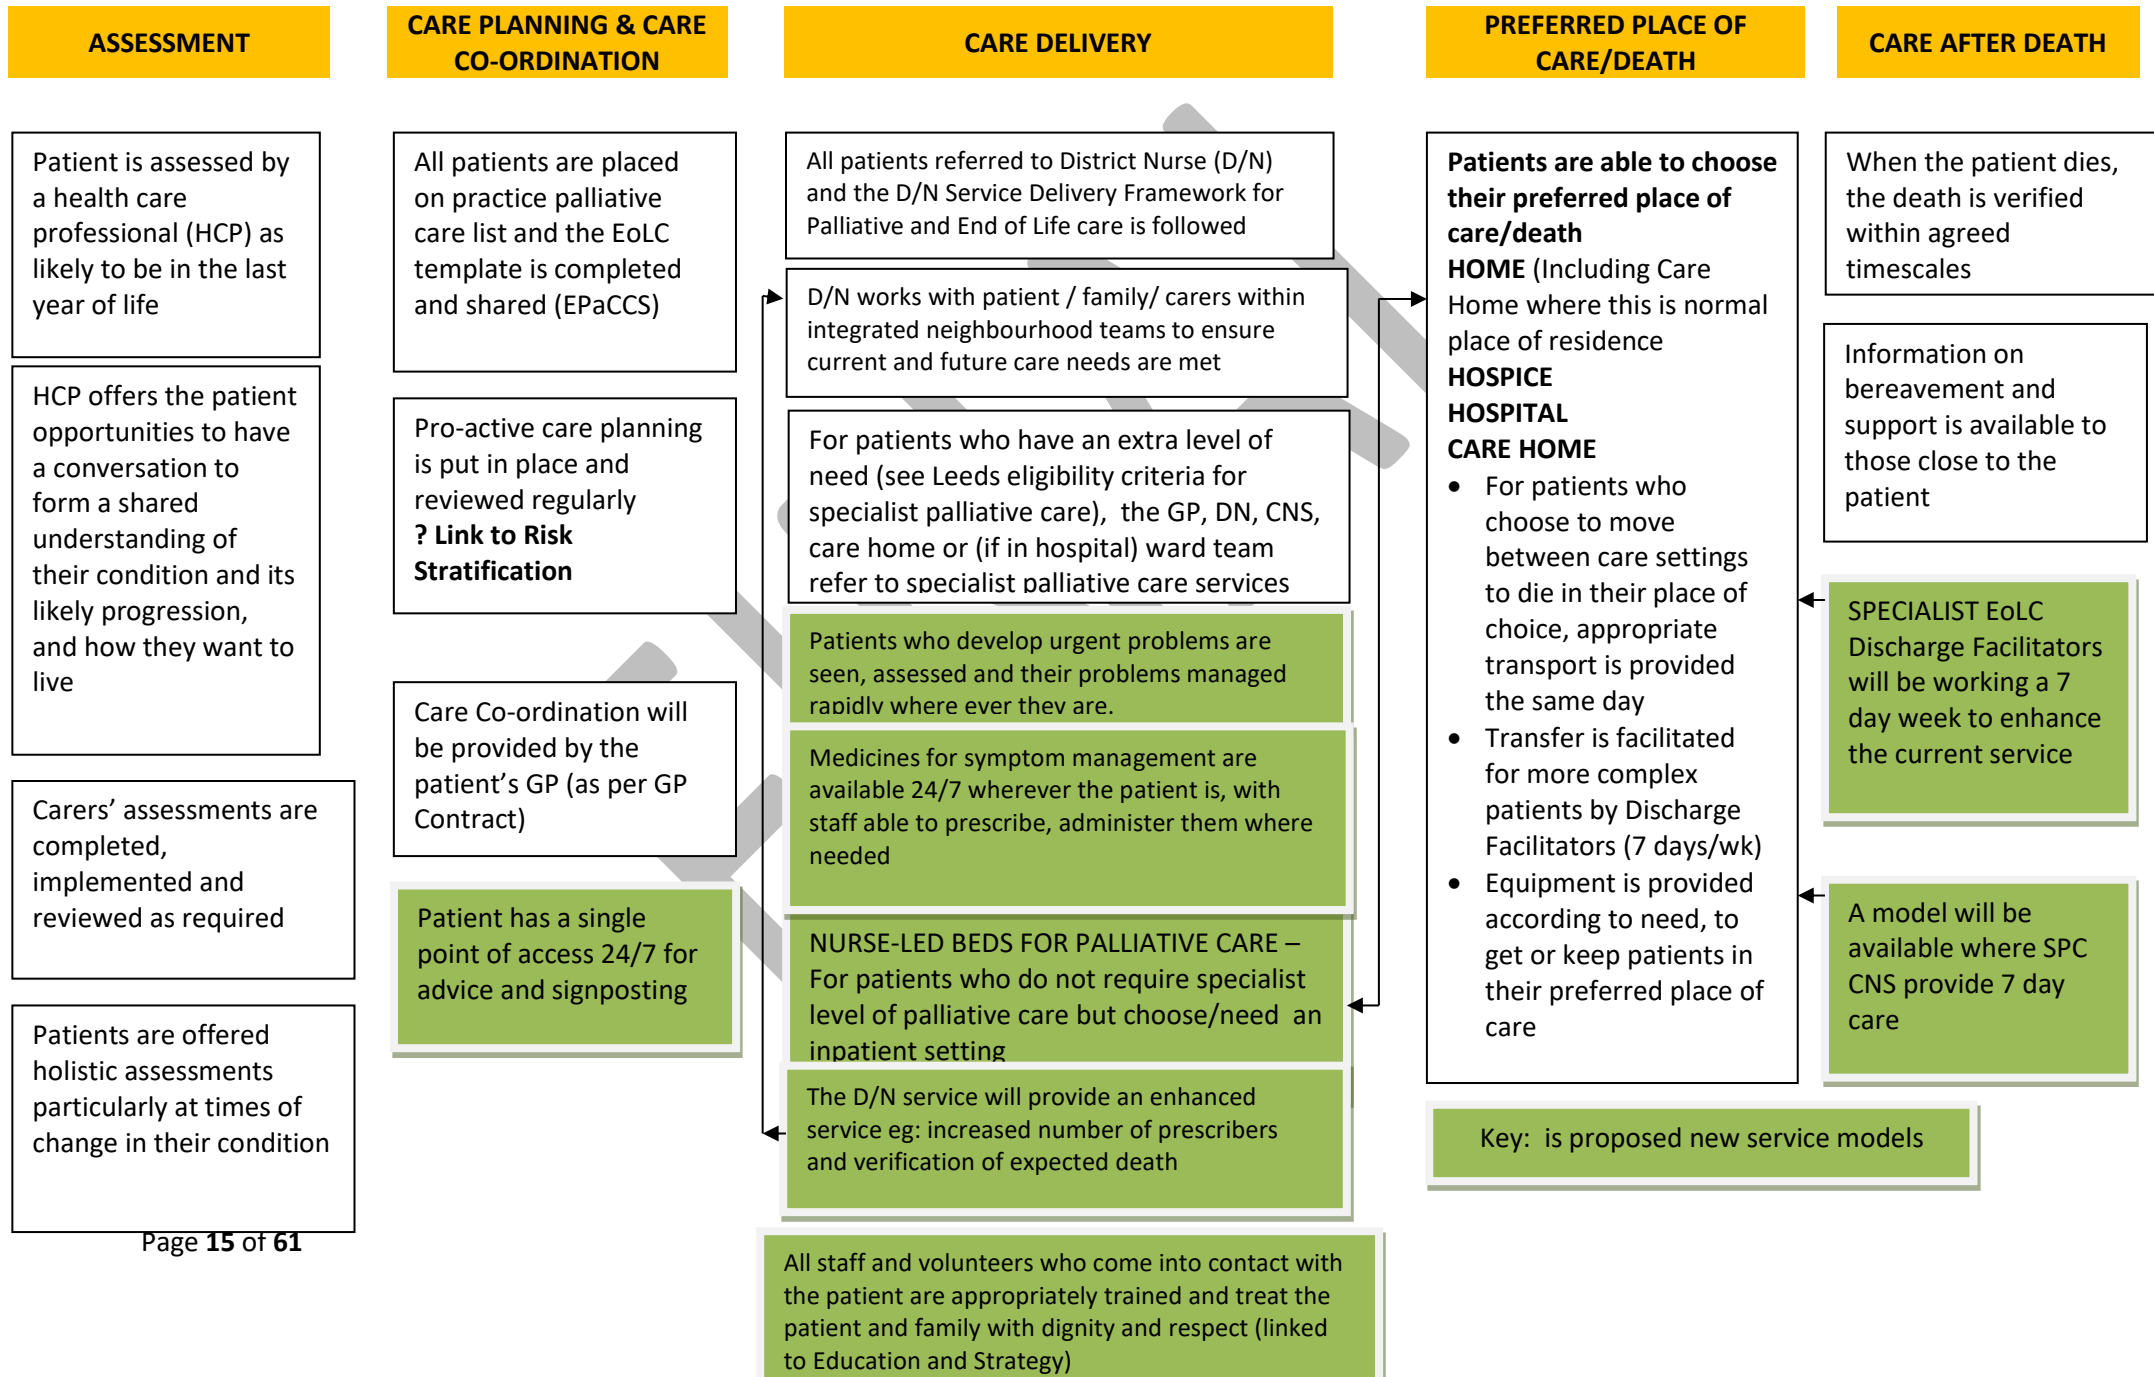 ASSESSMENT
Patient is assessed by
a health care
professional (HCP) as
likely to be in the last
year of life
HCP offers the patient
opportunities to have
a conversation to
form a shared
understanding of
their condition and its
likely progression,
and how they want to
live
Carers’ assessments are
completed,
implemented and
reviewed as required
Patients are offered
holistic assessments
particularly at times of
change in their condition
CARE PLANNING & CARE
CO-ORDINATION
All patients are placed
on practice palliative
care list and the EoLC
template is completed
and shared (EPaCCS)
Pro-active care planning
is put in place and
reviewed regularly
? Link to Risk
Stratification
Care Co-ordination will
be provided by the
patient’s GP (as per GP
Contract)
Patient has a single
point of access 24/7 for
advice and signposting
CARE DELIVERY
All patients referred to District Nurse (D/N)
and the D/N Service Delivery Framework for
Palliative and End of Life care is followed
D/N works with patient / family/ carers within
integrated neighbourhood teams to ensure
current and future care needs are met
For patients who have an extra level of
need (see Leeds eligibility criteria for
specialist palliative care),  the GP, DN, CNS,
care home or (if in hospital) ward team
refer to specialist palliative care services
Patients who develop urgent problems are
seen, assessed and their problems managed
rapidly where ever they are.
Medicines for symptom management are
available 24/7 wherever the patient is, with
staff able to prescribe, administer them where
needed
NURSE-LED BEDS FOR PALLIATIVE CARE –
For patients who do not require specialist
level of palliative care but choose/need  an
inpatient setting
The D/N service will provide an enhanced
service eg: increased number of prescribers
and verification of expected death
All staff and volunteers who come into contact with
the patient are appropriately trained and treat the
patient and family with dignity and respect (linked
to Education and Strategy)
PREFERRED PLACE OF
CARE/DEATH
Patients are able to choose
their preferred place of
care/death
HOME (Including Care
Home where this is normal
place of residence
HOSPICE
HOSPITAL
CARE HOME
• For patients who
choose to move
between care settings
to die in their place of
choice, appropriate
transport is provided
the same day
• Transfer is facilitated
for more complex
patients by Discharge
Facilitators (7 days/wk)
• Equipment is provided
according to need, to
get or keep patients in
their preferred place of
care
CARE AFTER DEATH
When the patient dies,
the death is verified
within agreed
timescales
Information on
bereavement and
support is available to
those close to the
patient
SPECIALIST EoLC
Discharge Facilitators
will be working a 7
day week to enhance
the current service
A model will be
available where SPC
CNS provide 7 day
care
Key:  is proposed new service models
Page 15 of 61